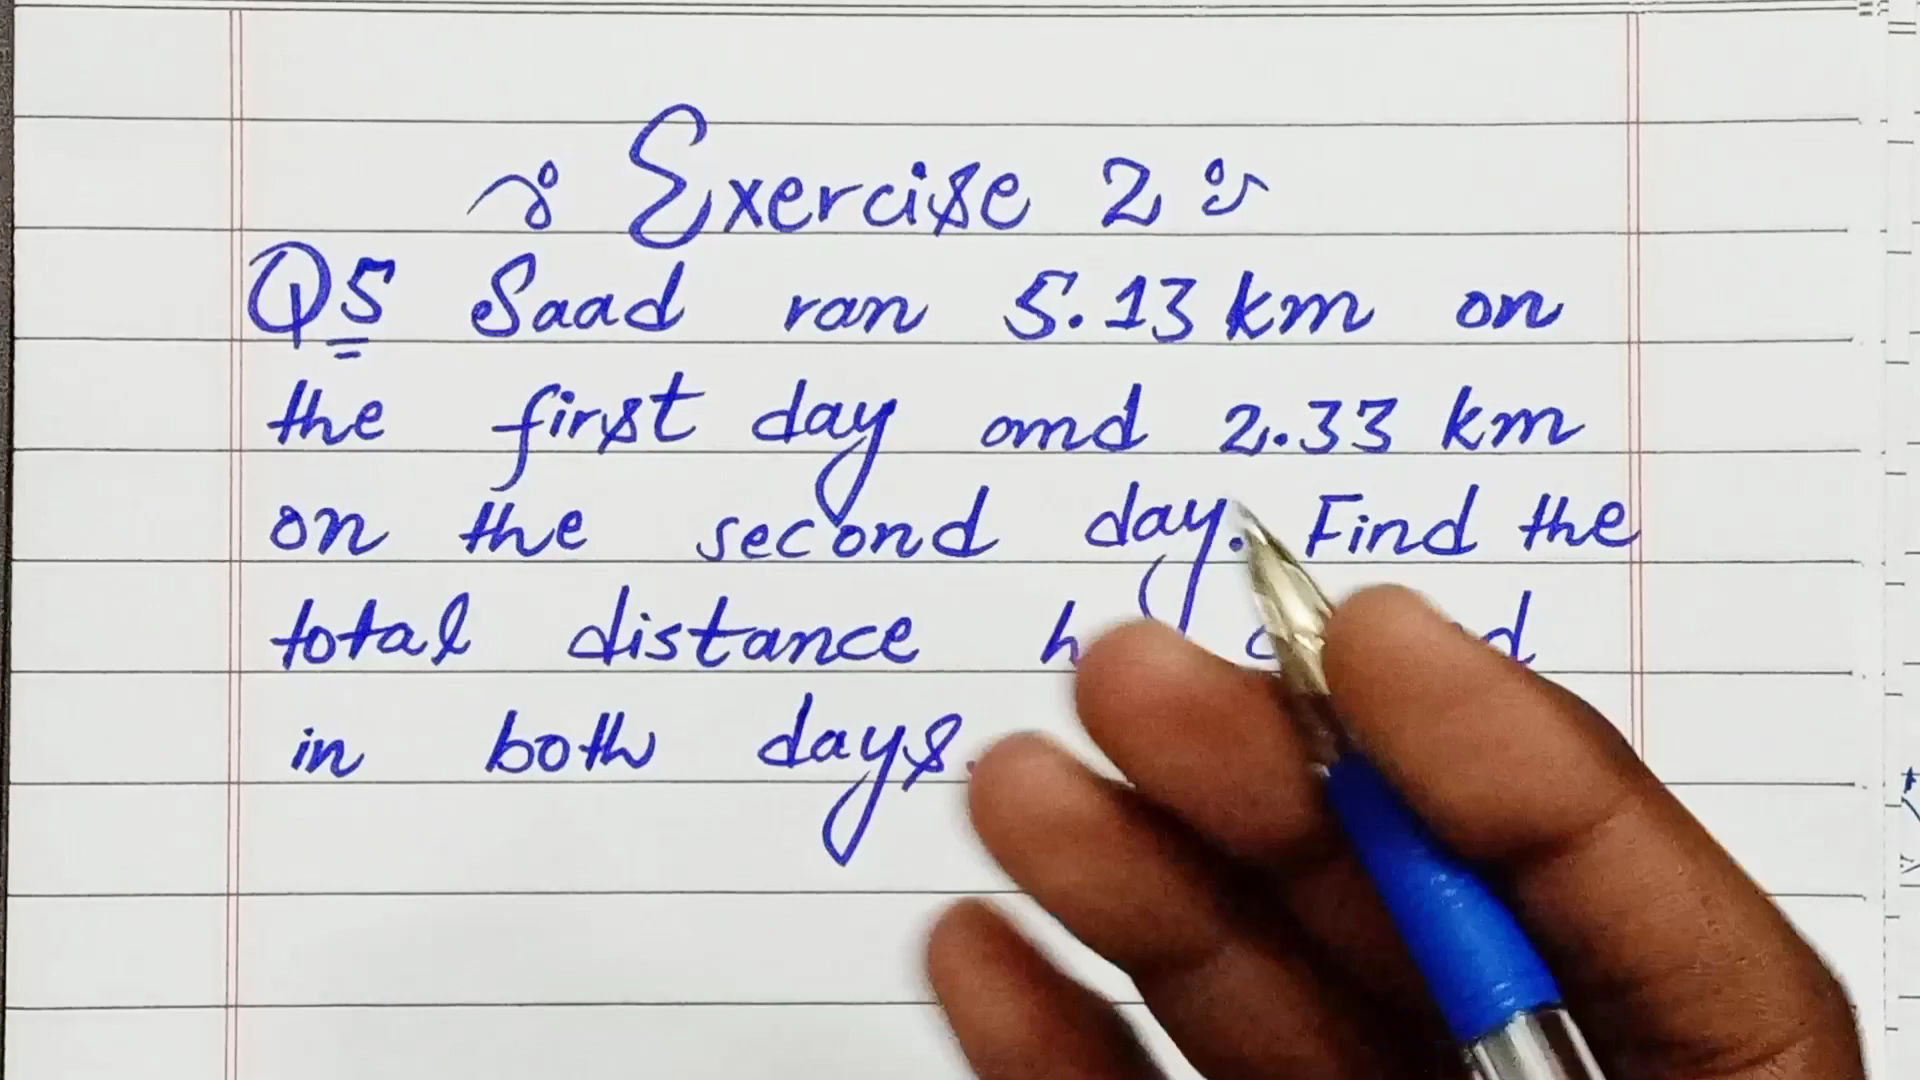 Exercise 2
Q5 Saad ran 5.13 km on
the first day and 2.33 km
on the second day. Find the
total distance
in both days.